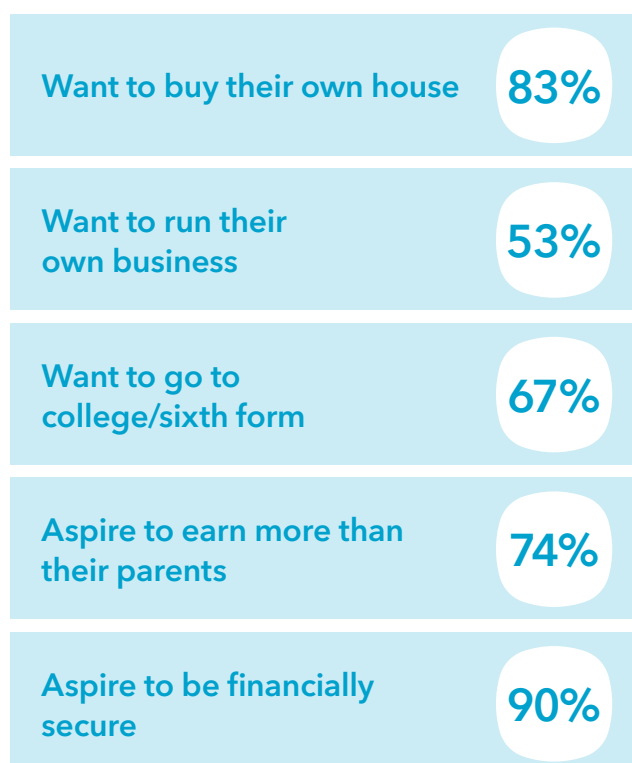 Want to buy their own house 83%
Want to run their
own business
53%
Want to go to
college/sixth form
67%
Aspire to earn more than
their parents
74%
Aspire to be financially
secure
90%